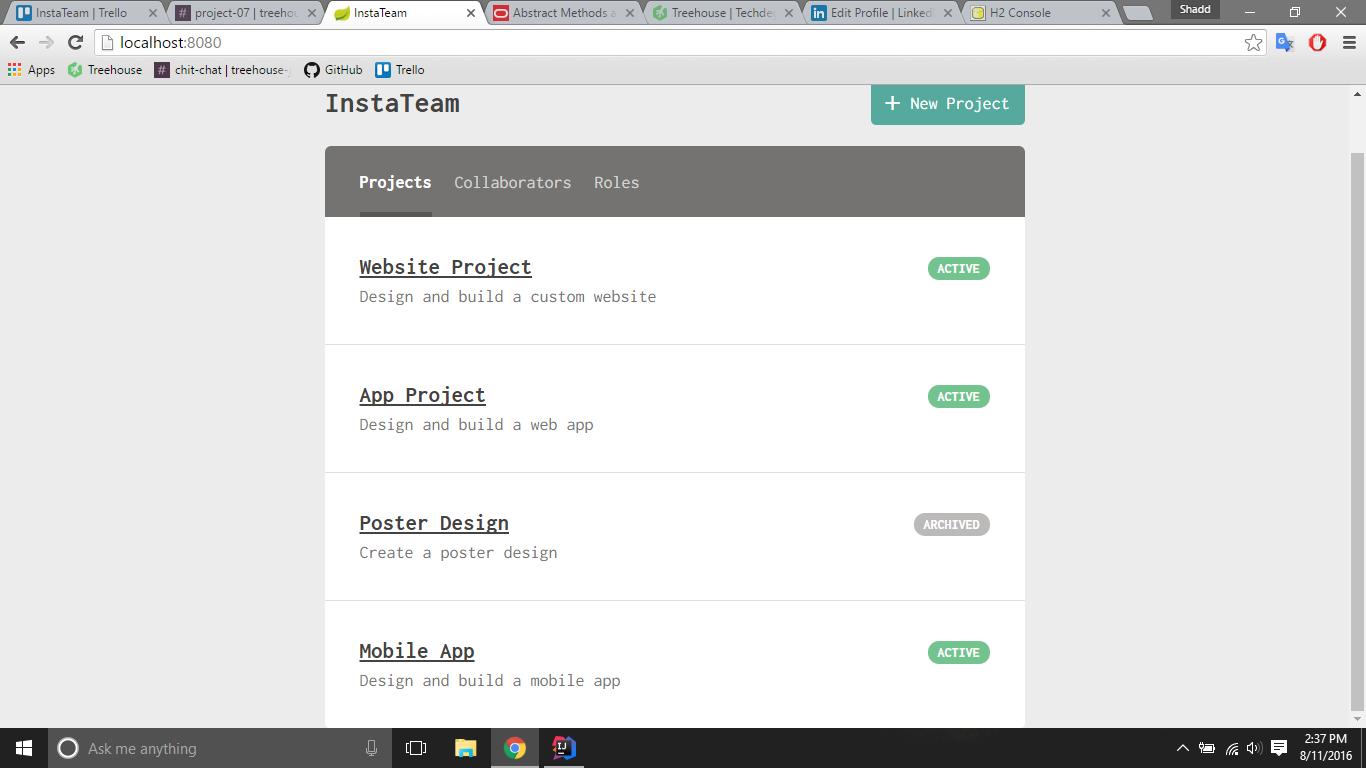 InstaTeam | Trello
project-07 | treehou
InstaTeam
Abstract Methods a
Treehouse | Techde
Edit Profile | Linked
H2 Console
Shadd
localhost:8080
Apps
Treehouse
chit-chat | treehouse-
GitHub
Trello
InstaTeam
+ New Project
Projects Collaborators Roles
Website Project
ACTIVE
Design and build a custom website
App Project
ACTIVE
Design and build a web app
Poster Design
ARCHIVED
Create a poster design
Mobile App
ACTIVE
Design and build a mobile app
Ask me anything
2:37 PM
8/11/2016